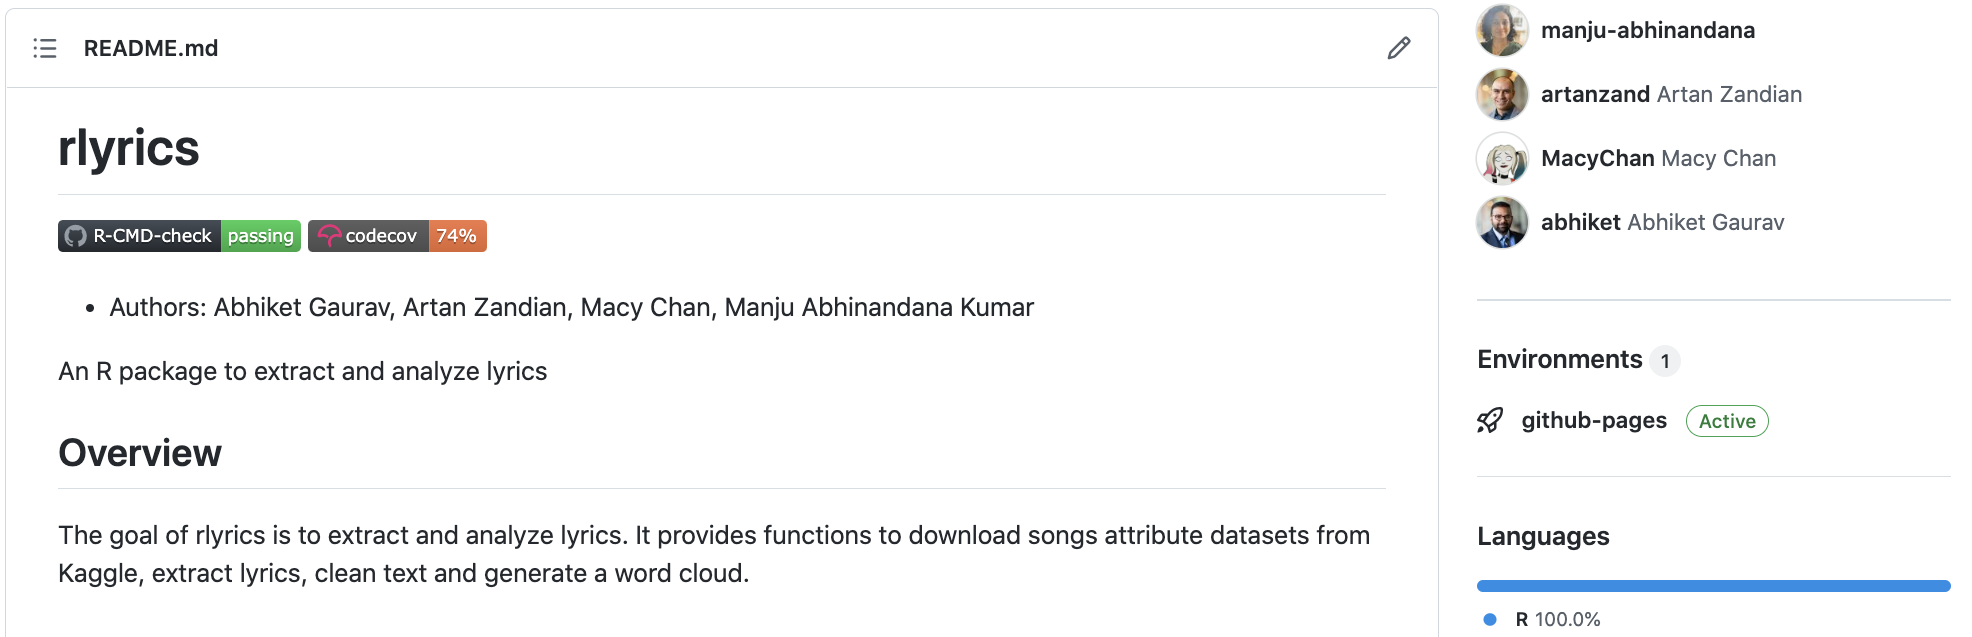 README.md
rlyrics
R-CMD-check passing codecov 74%
• Authors: Abhiket Gaurav, Artan Zandian, Macy Chan, Manju Abhinandana Kumar
An R package to extract and analyze lyrics
Overview
The goal of rlyrics is to extract and analyze lyrics. It provides functions to download songs attribute datasets from
Kaggle, extract lyrics, clean text and generate a word cloud.
manju-abhinandana
artanzand Artan Zandian
MacyChan Macy Chan
abhiket Abhiket Gaurav
Environments 1
github-pages Active
Languages
R 100.0%